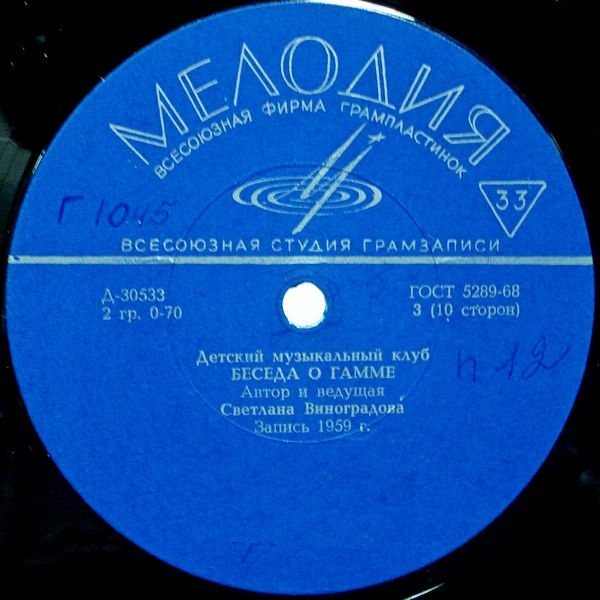 МЕЛОДИЯ
ВСЕСОЮЗНАЯ ФИРМА ГРАМПЛАСТИНОК
33
Г 1045
ВСЕСОЮЗНАЯ СТУДИЯ ГРАМЗАПИСИ
Д-30533
2 гр. 0-70
ГОСТ 5289-68
3 (10 сторон)
Детский музыкальный клуб
БЕСЕДА О ГАММЕ
Автор и ведущая
Светлана Виноградова
Запись 1959 г.
п 12
Т